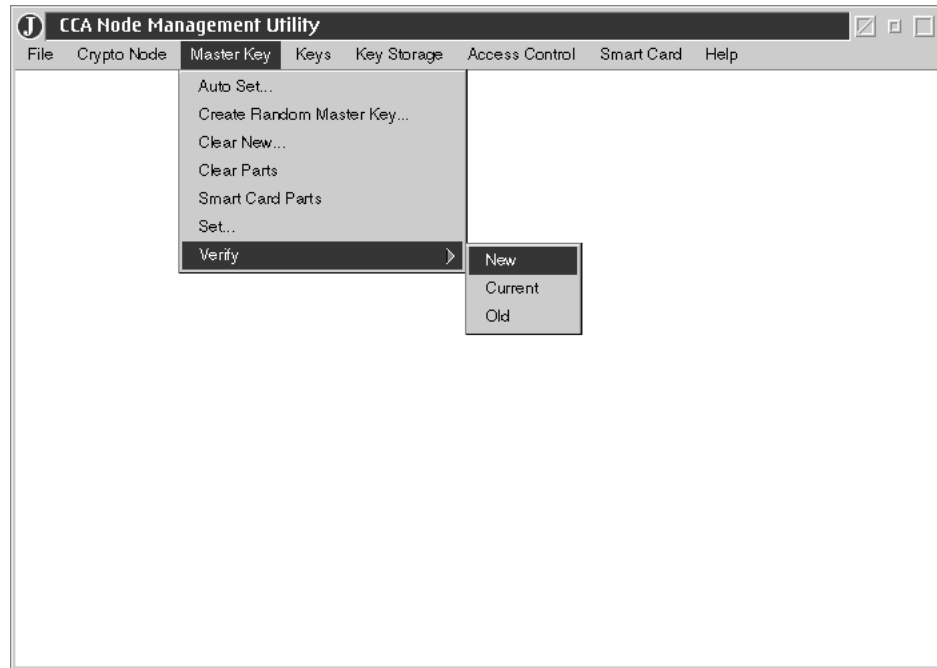 J CCA Node Management Utility
File Crypto Node Master Key Keys Key Storage Access Control Smart Card Help
Auto Set...
Create Random Master Key...
Clear New...
Clear Parts
Smart Card Parts
Set...
Verify
New
Current
Old